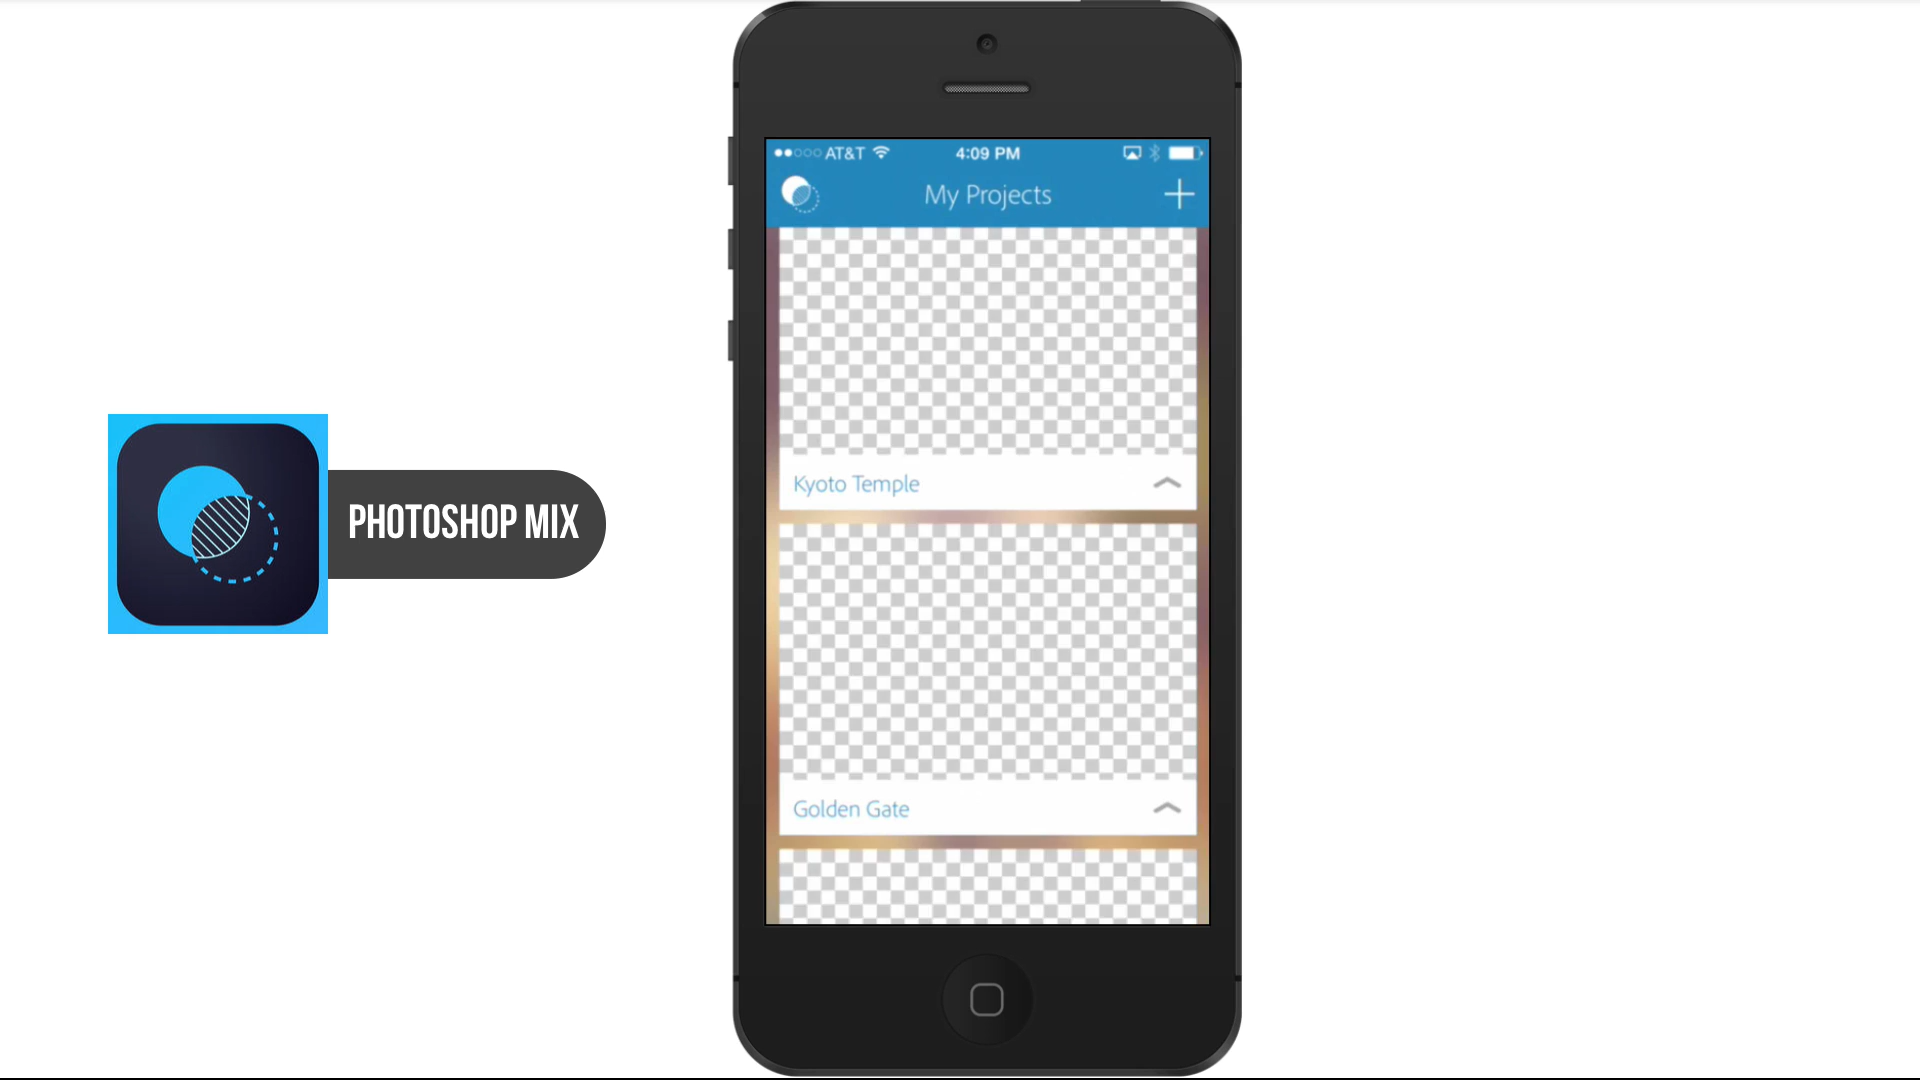 AT&T 4:09 PM
My Projects
Kyoto Temple
PHOTOSHOP MIX
Golden Gate